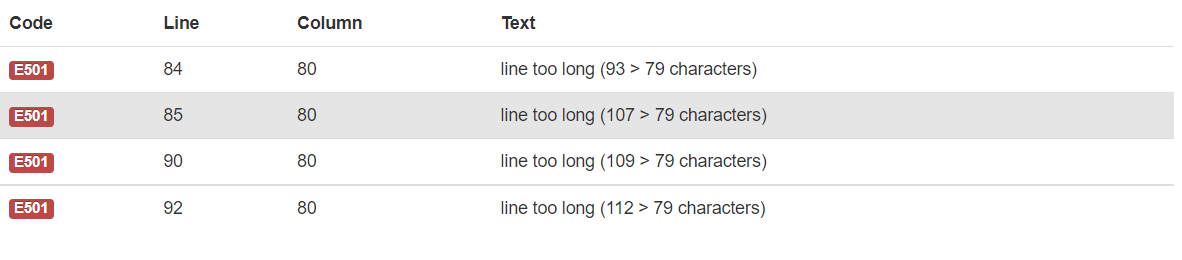 Code Line Column Text
E501 84 80 line too long (93 > 79 characters)
E501 85 80 line too long (107 > 79 characters)
E501 90 80 line too long (109 > 79 characters)
E501 92 80 line too long (112 > 79 characters)